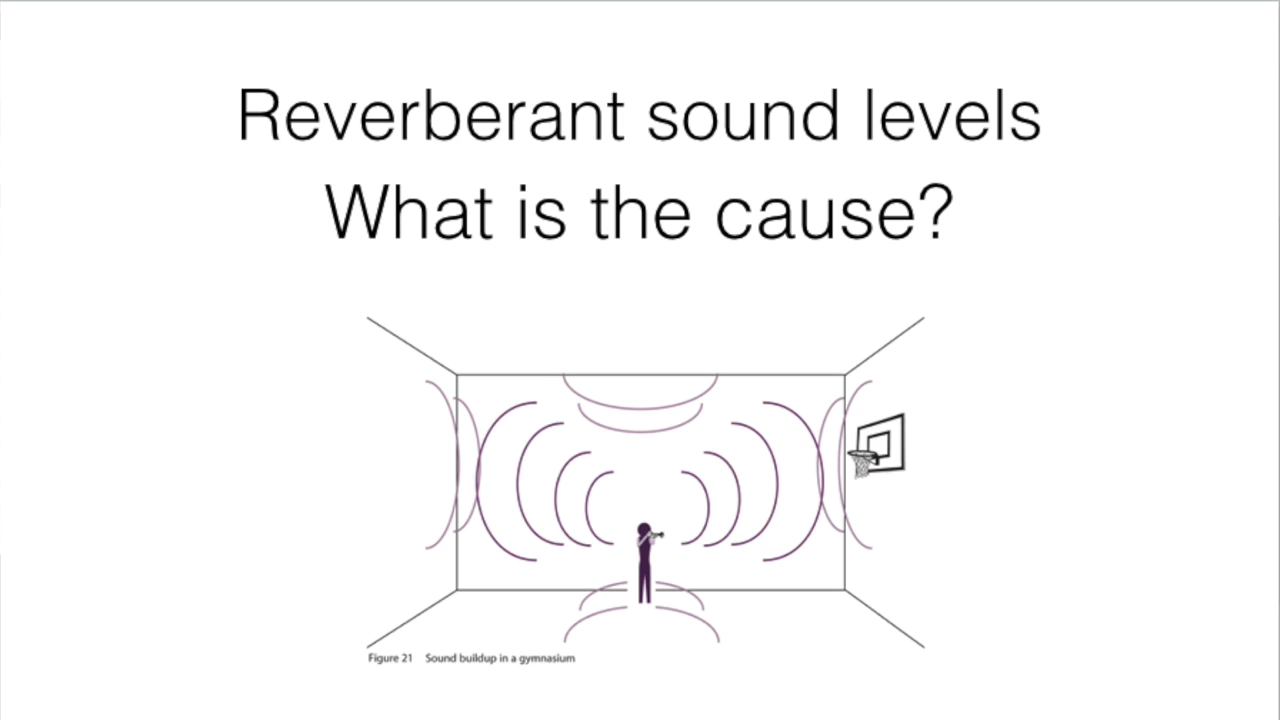 Reverberant sound levels
What is the cause?
Figure 21 Sound buildup in a gymnasium